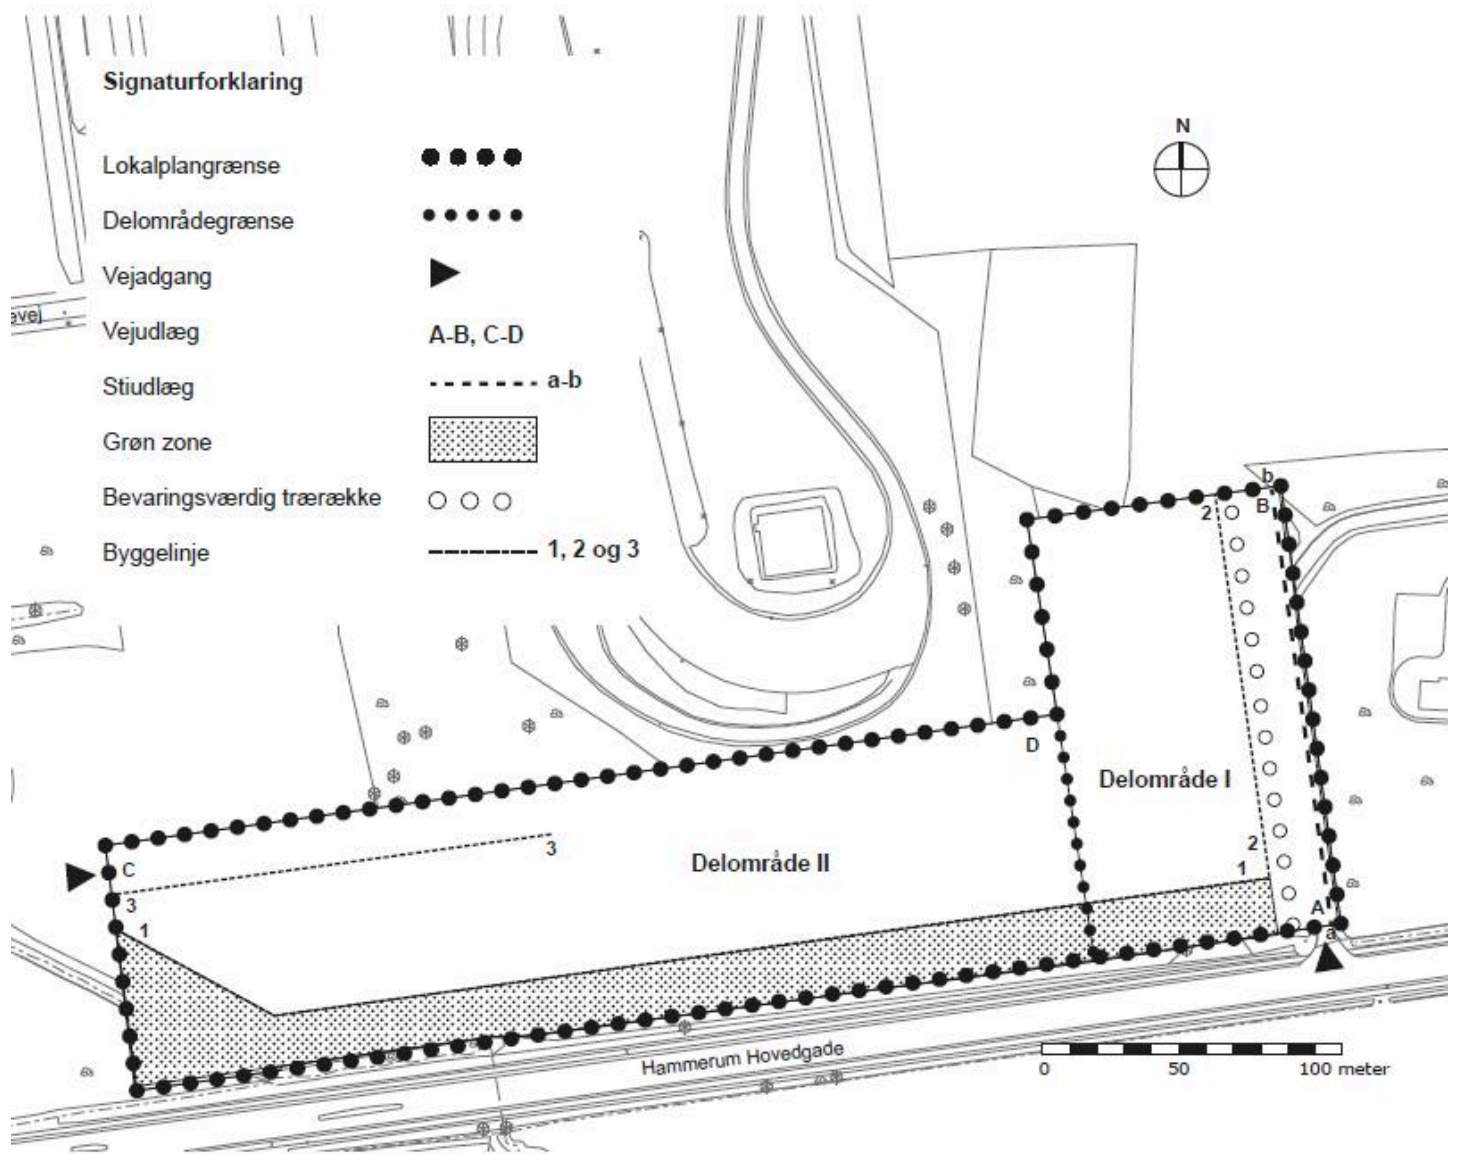 Signaturforklaring
N
Lokalplangrænse
Delområdegrænse
Vejadgang
evej
Vejudlæg A-B, C-D
Stiudlæg a-b
Grøn zone
Bevaringsværdig trærække
Byggelinje 1, 2 og 3
b
B
2
D
Delområde I
2
3
Delområde II
1
C
3
1
A
a
Hammerum Hovedgade
0 50 100 meter